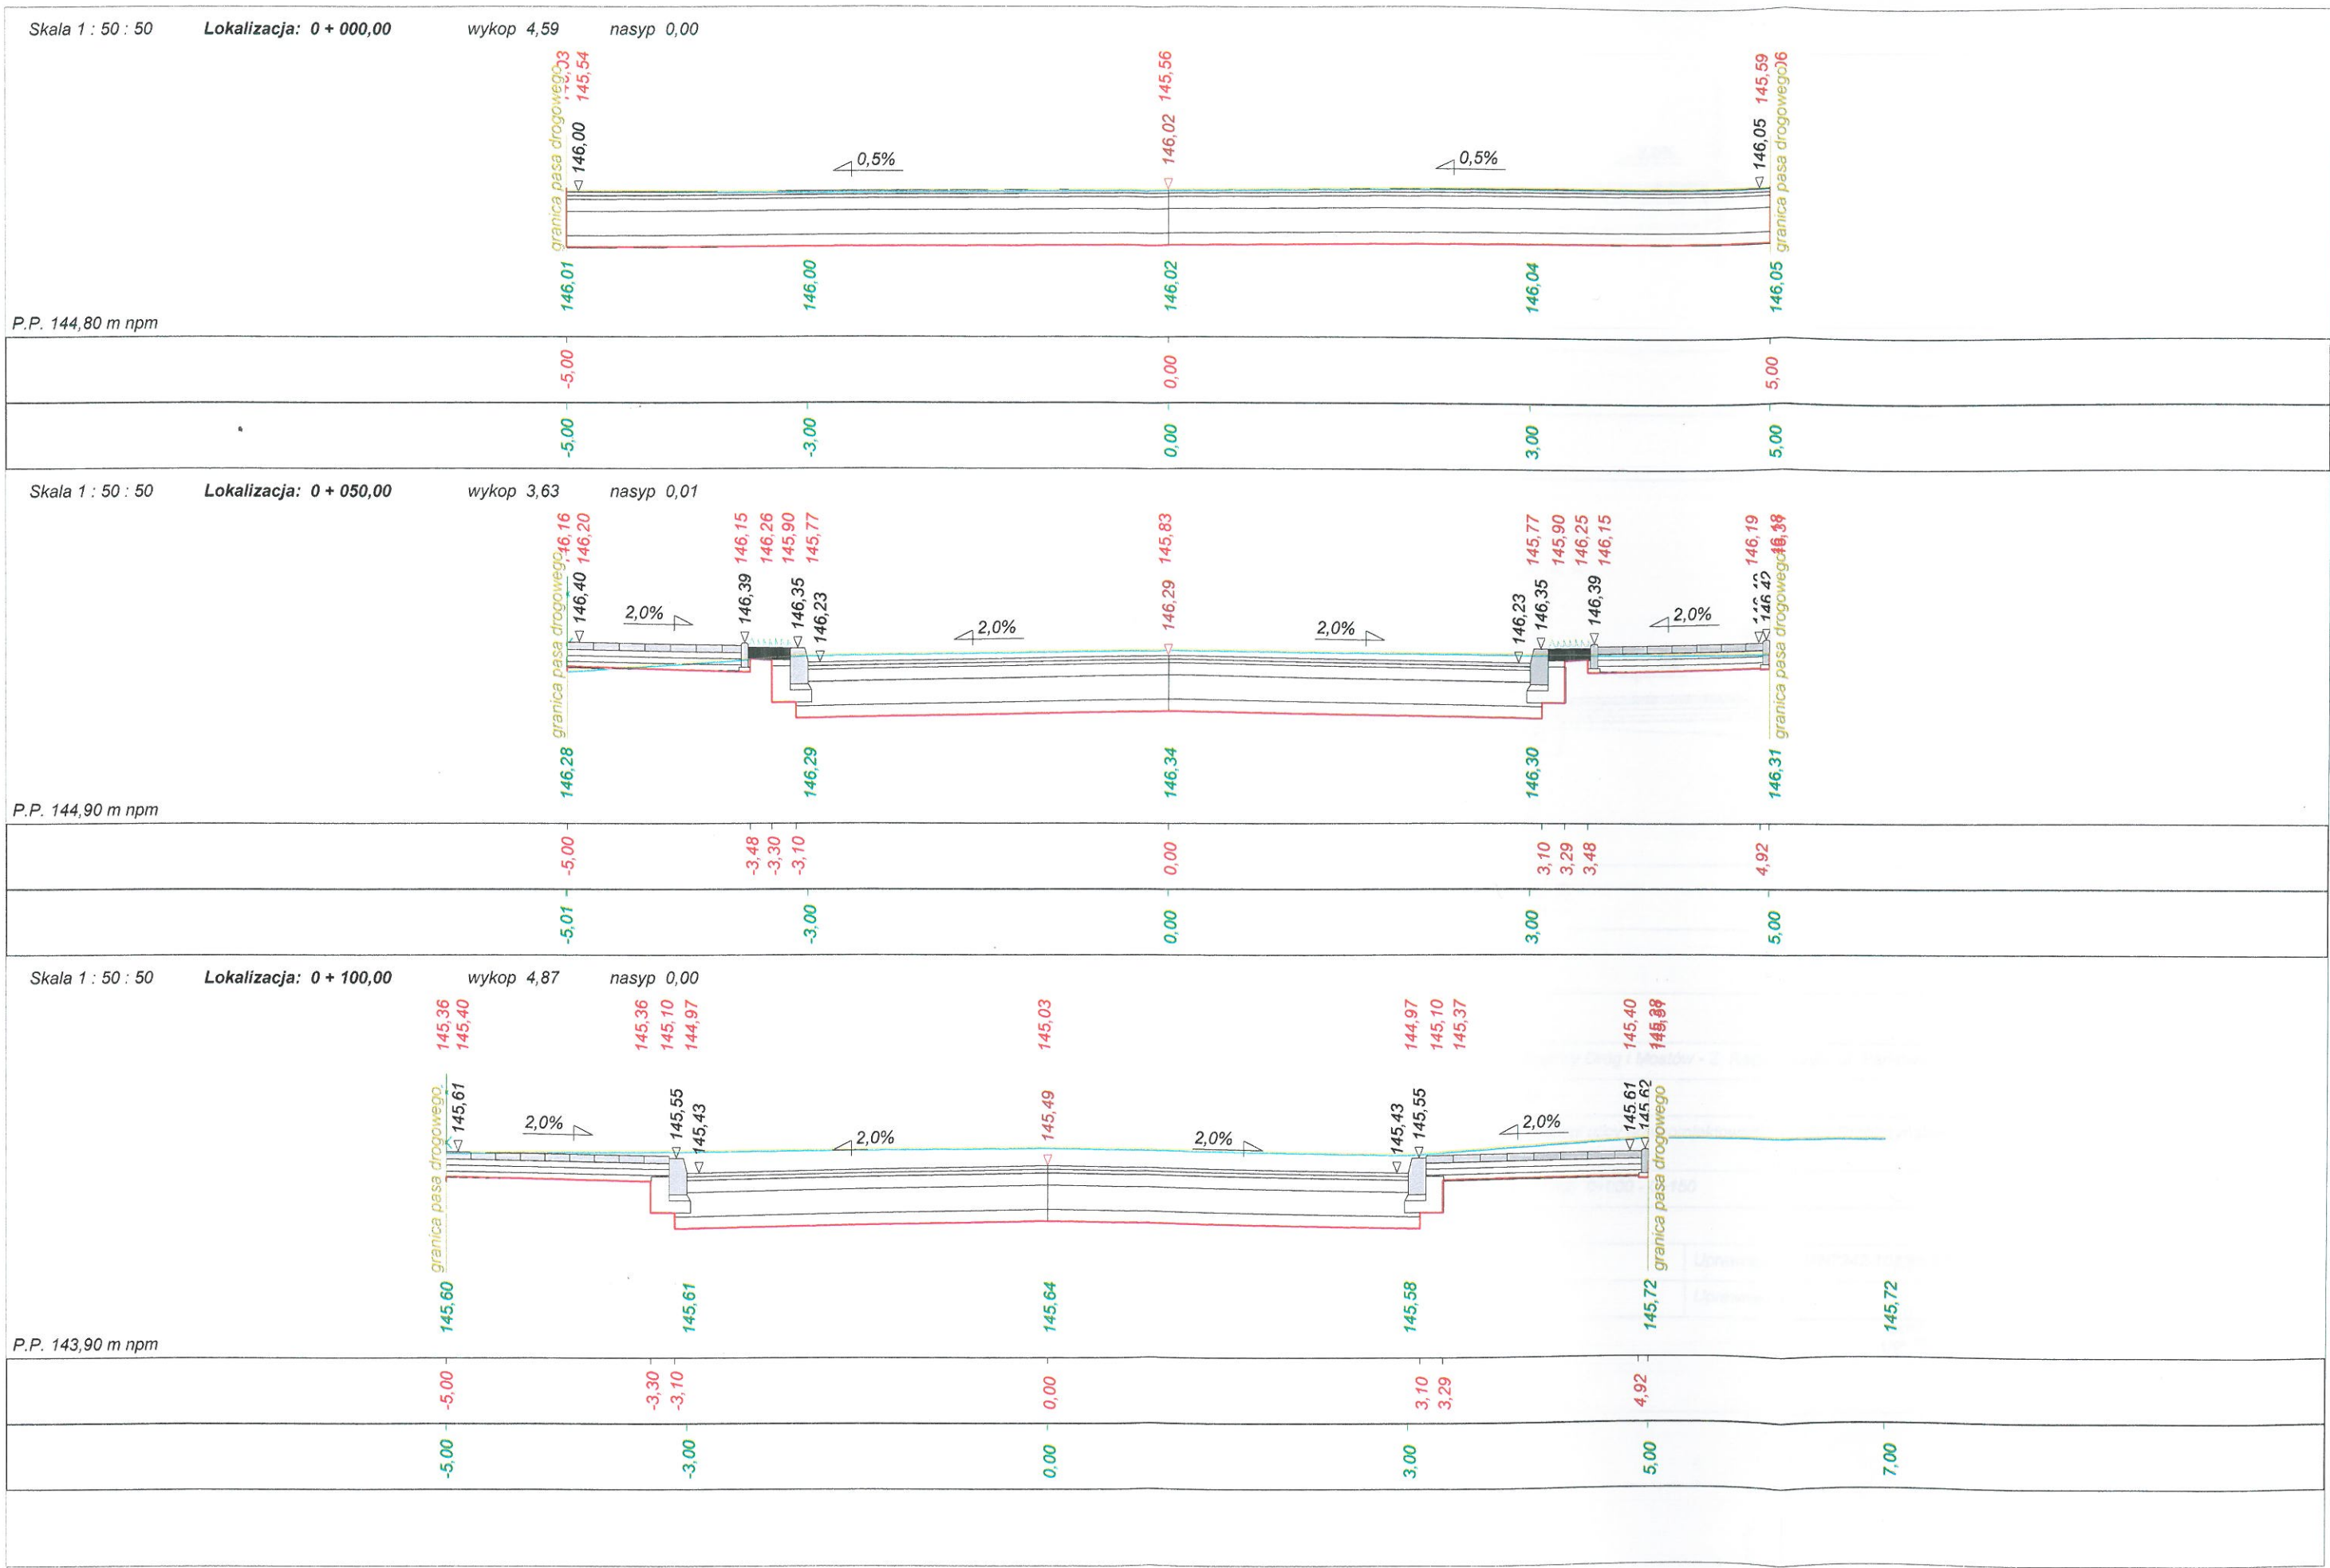 Skala 1 : 50 : 50 Lokalizacja: 0 + 000,00 wykop 4,59 nasyp 0,00
145,54 145,56 145,59
granica pasa drogowego 146,00 146,02 146,05 granica pasa drogowego
0,5% 0,5%
146,01 146,00 146,02 146,04 146,05
P.P. 144,80 m npm
-5,00 0,00 5,00
-5,00 -3,00 0,00 3,00 5,00
Skala 1 : 50 : 50 Lokalizacja: 0 + 050,00 wykop 3,63 nasyp 0,01
146,16 146,20 146,15 146,26 145,90 145,77 145,83 145,77 145,90 146,25 146,15 146,19
granica pasa drogowego 146,40 146,39 146,35 146,23 146,29 146,23 146,35 146,39 146,42 granica pasa drogowego
2,0% 2,0% 2,0% 2,0%
146,28 146,29 146,34 146,30 146,31
P.P. 144,90 m npm
-5,00 -3,48 -3,30 -3,10 0,00 3,10 3,29 3,48 4,92
-5,01 -3,00 0,00 3,00 5,00
Skala 1 : 50 : 50 Lokalizacja: 0 + 100,00 wykop 4,87 nasyp 0,00
145,36 145,40 145,36 145,10 144,97 145,03 144,97 145,10 145,37 145,40
granica pasa drogowego 145,61 145,55 145,43 145,49 145,43 145,55 145,61 145,62 granica pasa drogowego
2,0% 2,0% 2,0% 2,0%
145,60 145,61 145,64 145,58 145,72 145,72
P.P. 143,90 m npm
-5,00 -3,30 -3,10 0,00 3,10 3,29 4,92
-5,00 -3,00 0,00 3,00 5,00 7,00